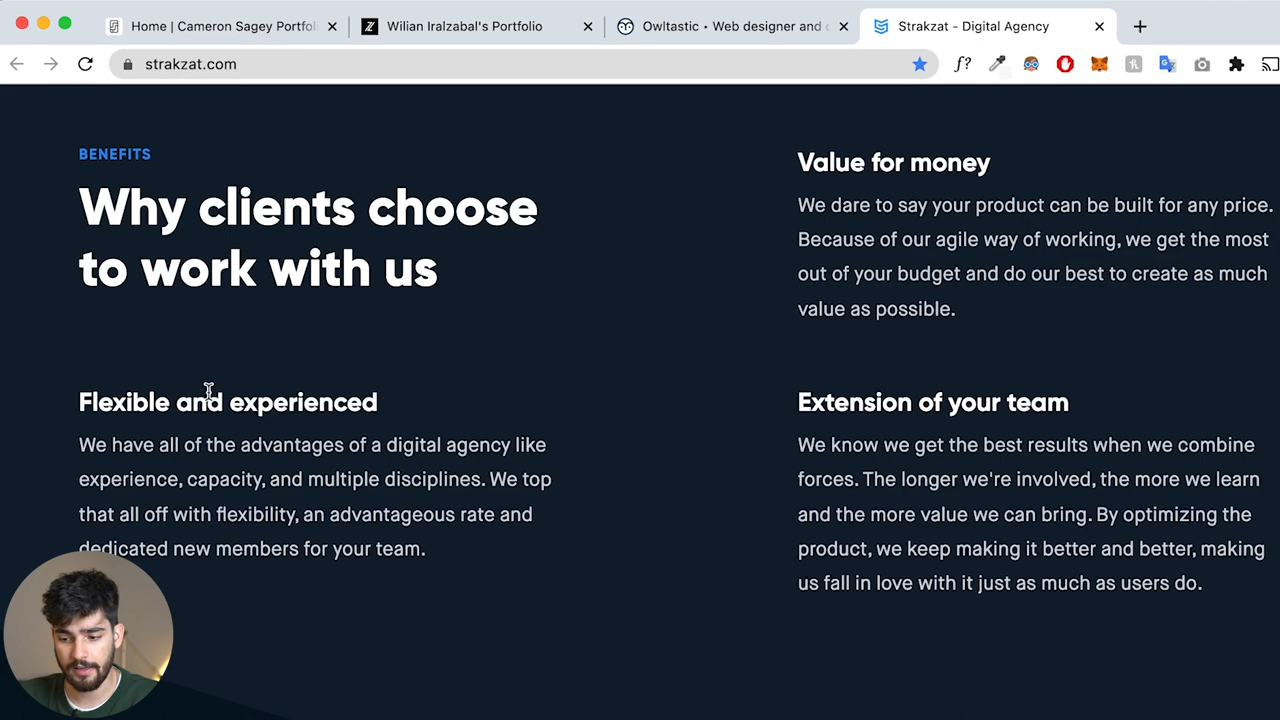 Home | Cameron Sagey Portfoli
Wilian Iralzabal's Portfolio
Owltastic • Web designer and c
Strakzat - Digital Agency
strakzat.com
f?
BENEFITS
Why clients choose
to work with us
Value for money
We dare to say your product can be built for any price.
Because of our agile way of working, we get the most
out of your budget and do our best to create as much
value as possible.
Flexible and experienced
We have all of the advantages of a digital agency like
experience, capacity, and multiple disciplines. We top
that all off with flexibility, an advantageous rate and
dedicated new members for your team.
Extension of your team
We know we get the best results when we combine
forces. The longer we're involved, the more we learn
and the more value we can bring. By optimizing the
product, we keep making it better and better, making
us fall in love with it just as much as users do.